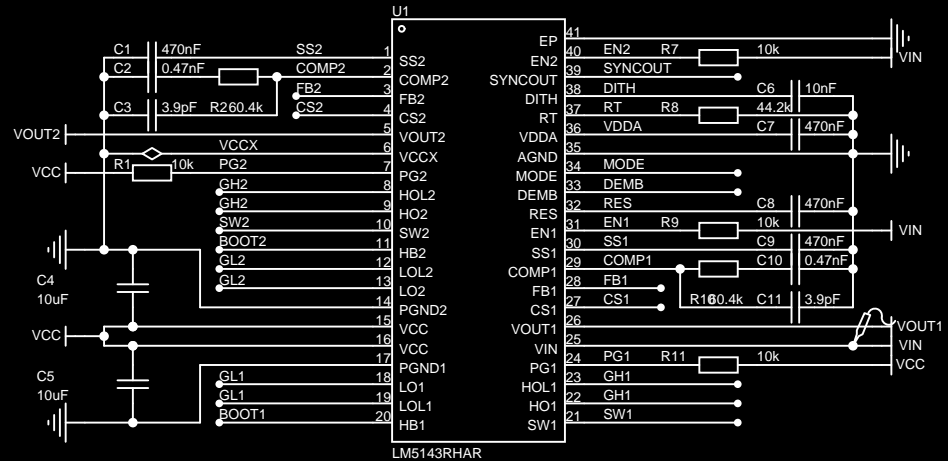 U1
41
EP
C1 470nF SS2 1 SS2
40 EN2 R7 10k
EN2
VIN
C2 0.47nF COMP2 2 COMP2
39 SYNCOUT
SYNCOUT
FB2 3 FB2
38 DITH C6 10nF
DITH
C3 3.9pF R2 60.4k CS2 4 CS2
37 RT R8 44.2k
RT
VOUT2 5 VOUT2
36 VDDA C7 470nF
VDDA
VCCX 6 VCCX
35
AGND
VCC R1 10k PG2 7 PG2
34 MODE
MODE
GH2 8 HOL2
33 DEMB
DEMB
GH2 9 HO2
32 RES C8 470nF
RES
SW2 10 SW2
31 EN1 R9 10k
EN1
VIN
BOOT2 11 HB2
30 SS1 C9 470nF
SS1
GL2 12 LOL2
29 COMP1 C10 0.47nF
COMP1
C4 10uF
GL2 13 LO2
28 FB1
FB1
14 PGND2
27 CS1 R10 60.4k C11 3.9pF
CS1
15 VCC
26
VOUT1
VOUT1
VCC
16 VCC
25
VIN
VIN
17 PGND1
24 PG1 R11 10k
PG1
VCC
C5 10uF
GL1 18 LO1
23 GH1
HOL1
GL1 19 LOL1
22 GH1
HO1
BOOT1 20 HB1
21 SW1
SW1
LM5143RHAR